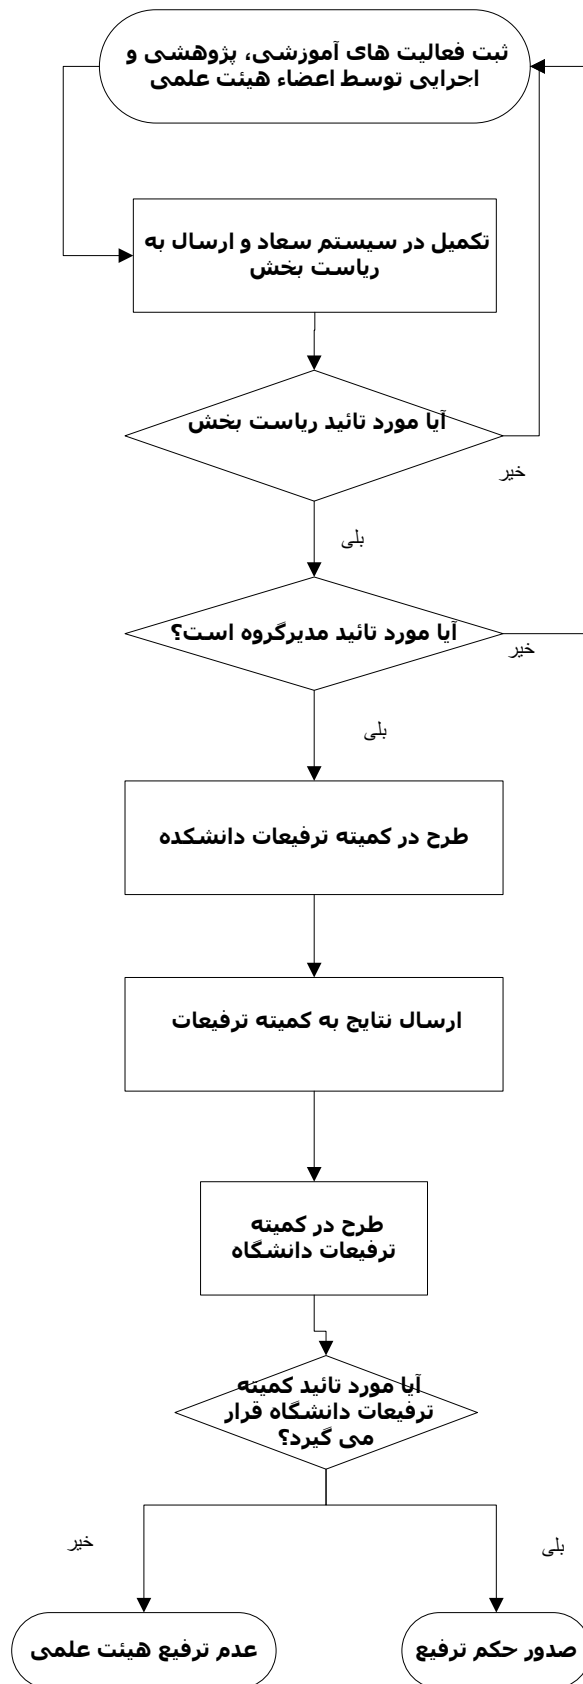 ثبت فعالیت های آموزشی، پژوهشی و
اجرایی توسط اعضاء هیئت علمی
تکمیل در سیستم سعاد و ارسال به
ریاست بخش
آیا مورد تائید ریاست بخش
خیر
بلی
آیا مورد تائید مدیرگروه است؟
خیر
بلی
طرح در کمیته ترفیعات دانشکده
ارسال نتایج به کمیته ترفیعات
طرح در کمیته
ترفیعات دانشگاه
آیا مورد تائید کمیته
ترفیعات دانشگاه قرار
می گیرد؟
بلی
خیر
صدور حکم ترفیع
عدم ترفیع هیئت علمی